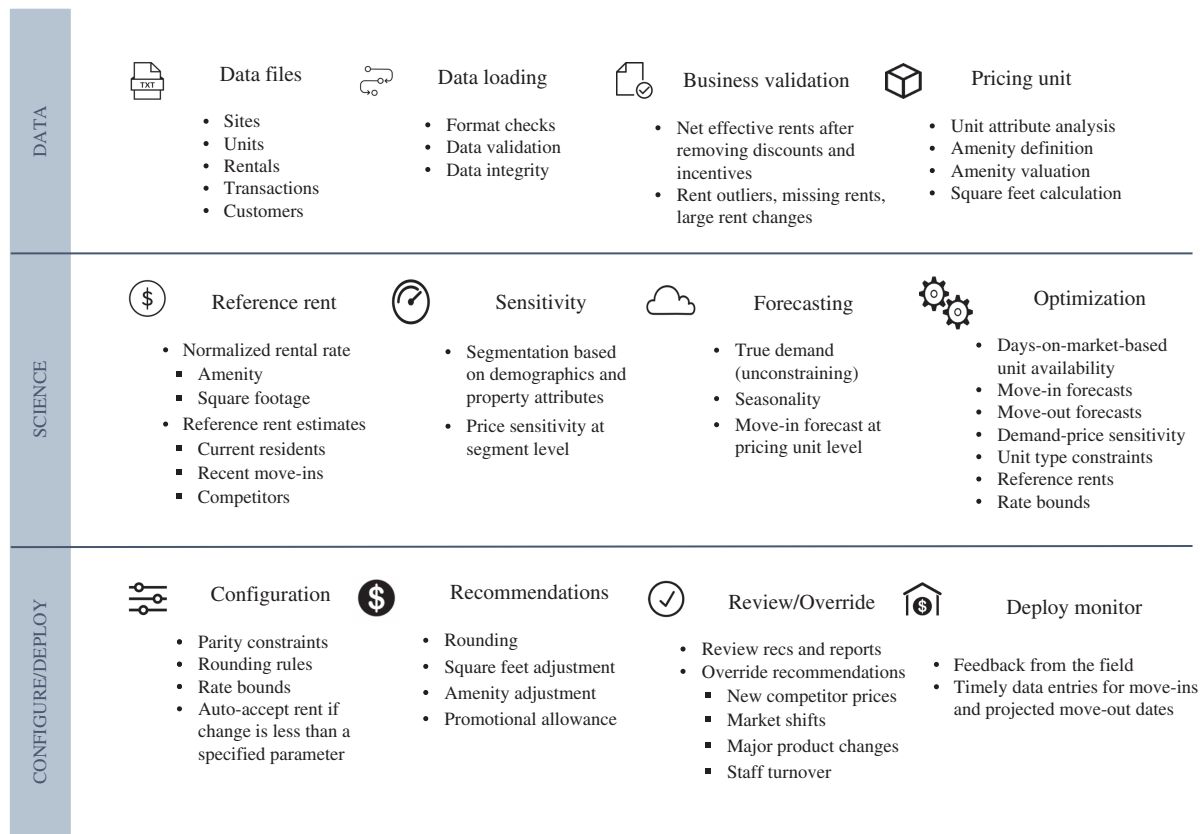 DATA
Data files
TXT
• Sites
• Units
• Rentals
• Transactions
• Customers
Data loading
• Format checks
• Data validation
• Data integrity
Business validation
• Net effective rents after
removing discounts and
incentives
• Rent outliers, missing rents,
large rent changes
Pricing unit
• Unit attribute analysis
• Amenity definition
• Amenity valuation
• Square feet calculation
SCIENCE
$
Reference rent
• Normalized rental rate
▪ Amenity
▪ Square footage
• Reference rent estimates
▪ Current residents
▪ Recent move-ins
▪ Competitors
Sensitivity
• Segmentation based
on demographics and
property attributes
• Price sensitivity at
segment level
Forecasting
• True demand
(unconstraining)
• Seasonality
• Move-in forecast at
pricing unit level
Optimization
• Days-on-market-based
unit availability
• Move-in forecasts
• Move-out forecasts
• Demand-price sensitivity
• Unit type constraints
• Reference rents
• Rate bounds
CONFIGURE/DEPLOY
Configuration
• Parity constraints
• Rounding rules
• Rate bounds
• Auto-accept rent if
change is less than a
specified parameter
$
Recommendations
• Rounding
• Square feet adjustment
• Amenity adjustment
• Promotional allowance
Review/Override
• Review recs and reports
• Override recommendations
▪ New competitor prices
▪ Market shifts
▪ Major product changes
▪ Staff turnover
$
Deploy monitor
• Feedback from the field
• Timely data entries for move-ins
and projected move-out dates